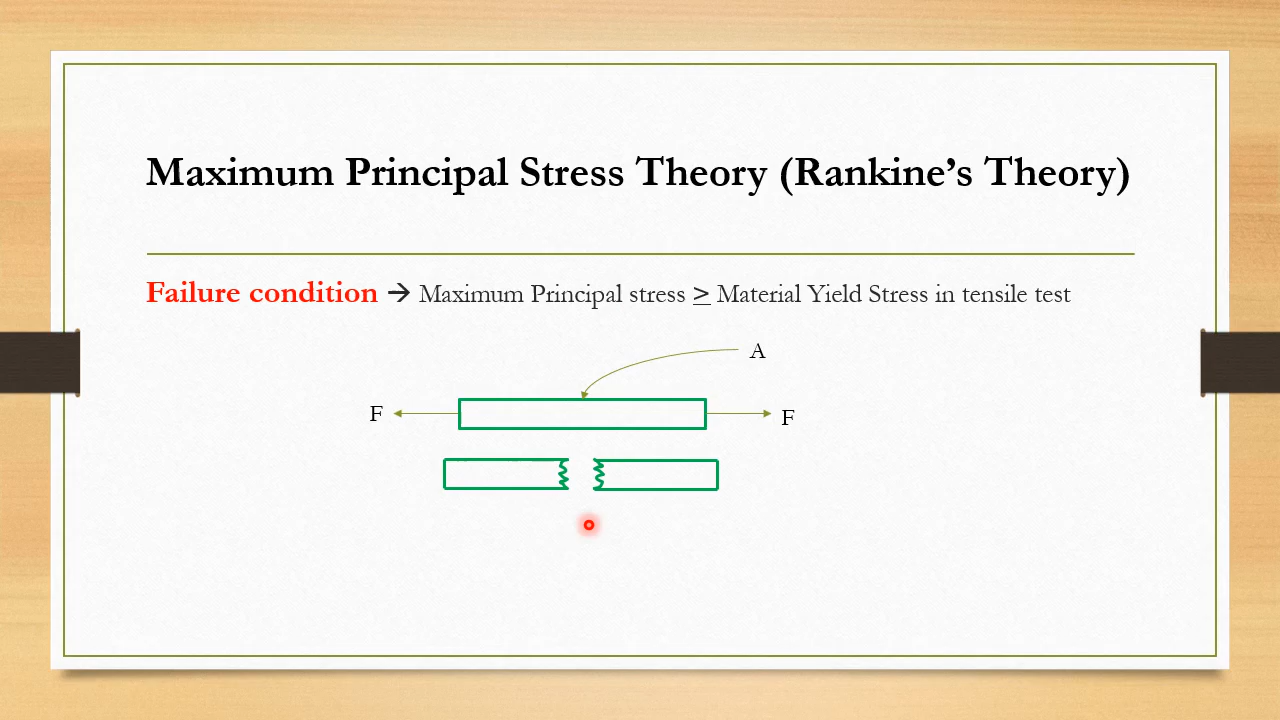 Maximum Principal Stress Theory (Rankine’s Theory)
Failure condition → Maximum Principal stress ≥ Material Yield Stress in tensile test
A
F
F